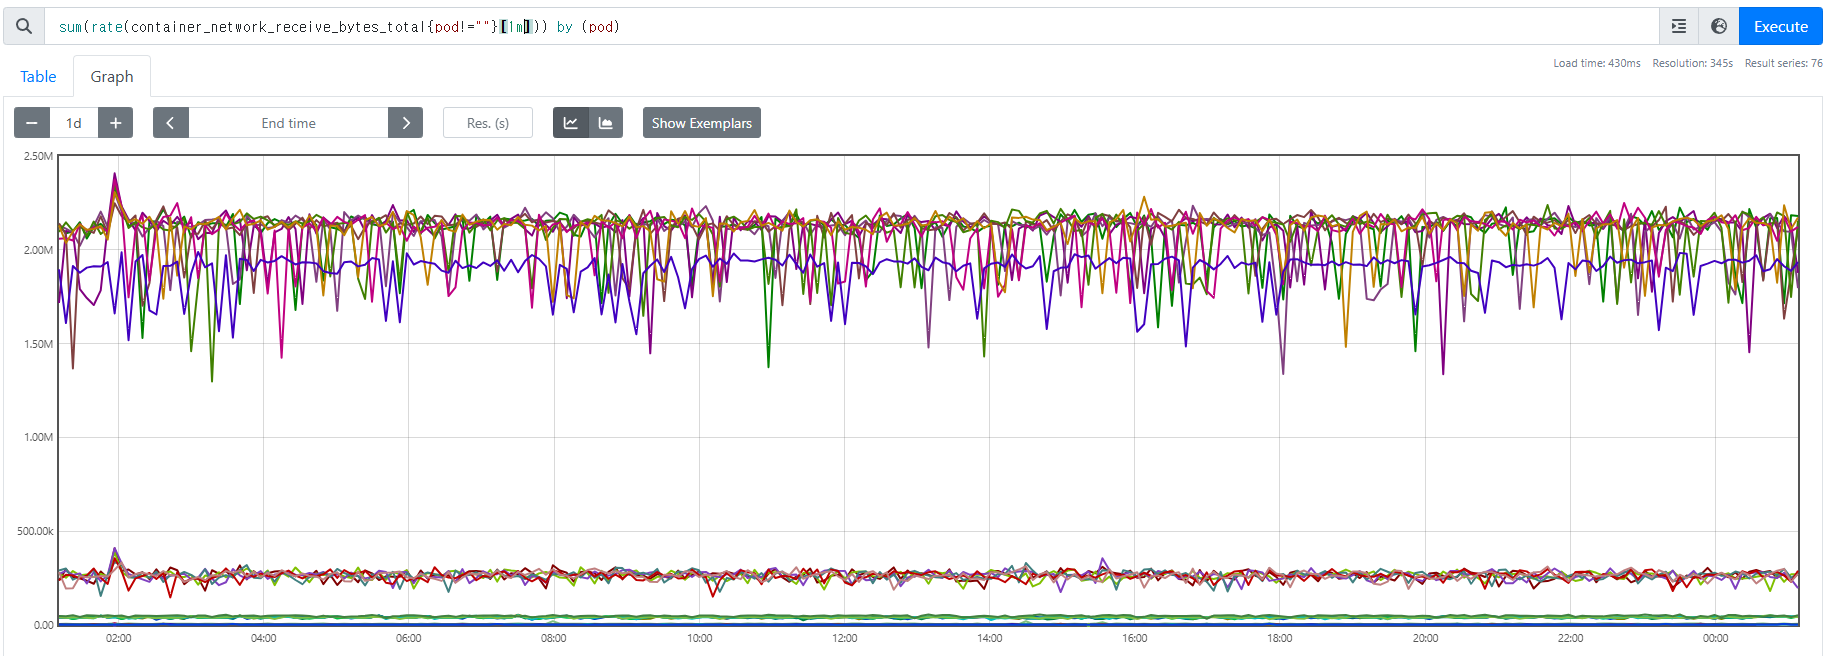 sum(rate(container_network_receive_bytes_total{pod!=""}[1m])) by (pod)
Execute
Table
Graph
Load time: 430ms Resolution: 345s Result series: 76
1d
End time
Res. (s)
Show Exemplars
2.50M
2.00M
1.50M
1.00M
500.00k
0.00
02:00 04:00 06:00 08:00 10:00 12:00 14:00 16:00 18:00 20:00 22:00 00:00